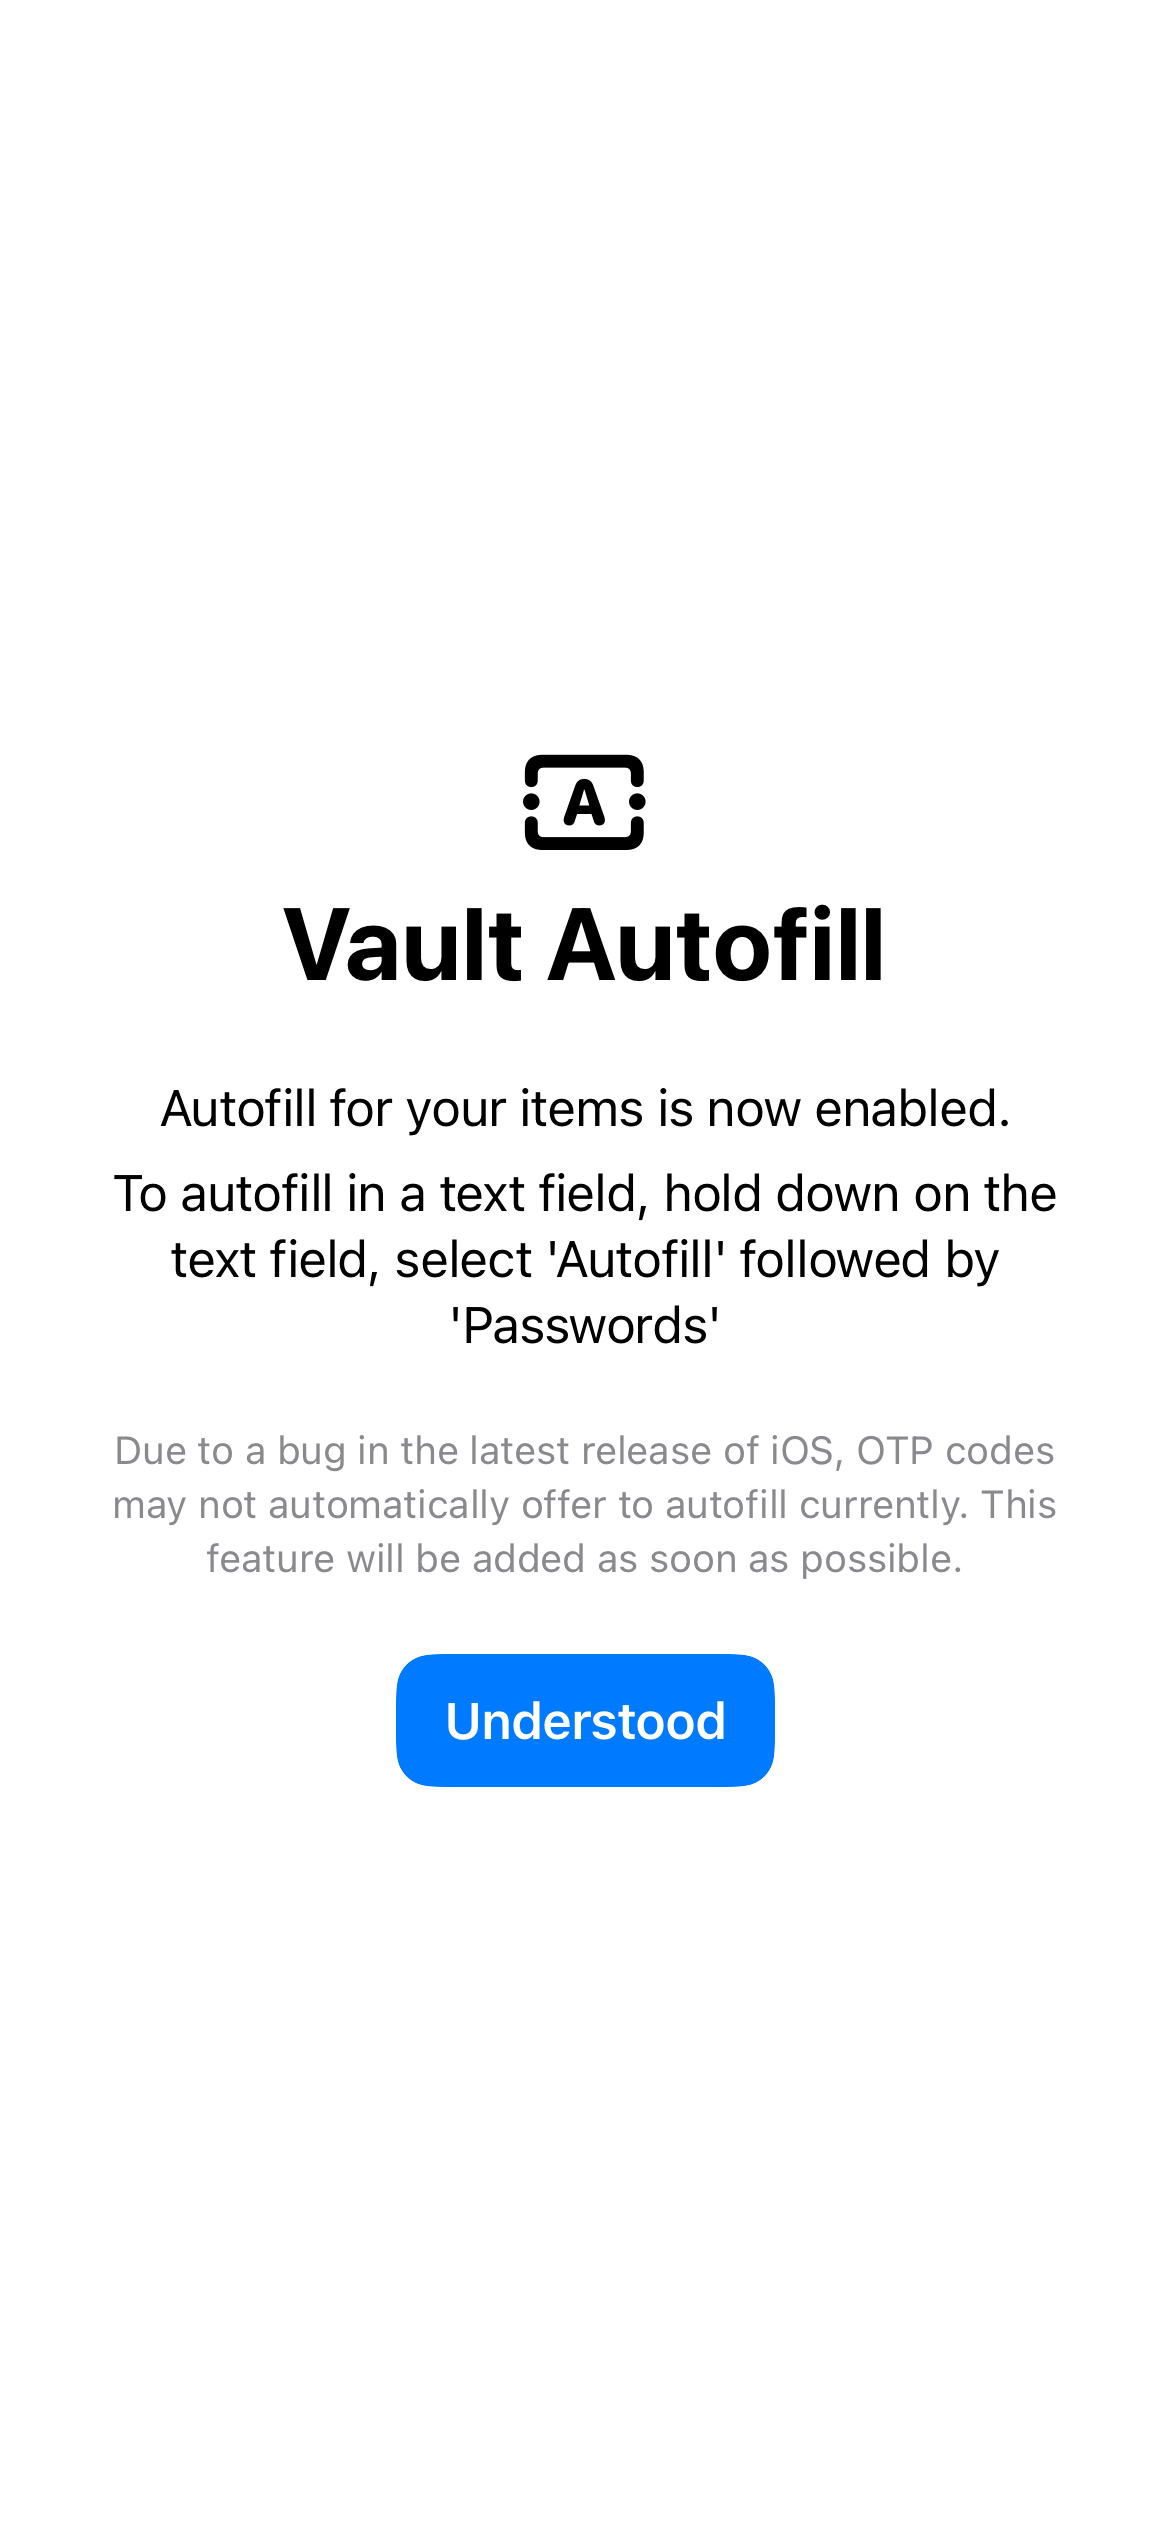 A
Vault Autofill
Autofill for your items is now enabled.
To autofill in a text field, hold down on the
text field, select 'Autofill' followed by
'Passwords'
Due to a bug in the latest release of iOS, OTP codes
may not automatically offer to autofill currently. This
feature will be added as soon as possible.
Understood